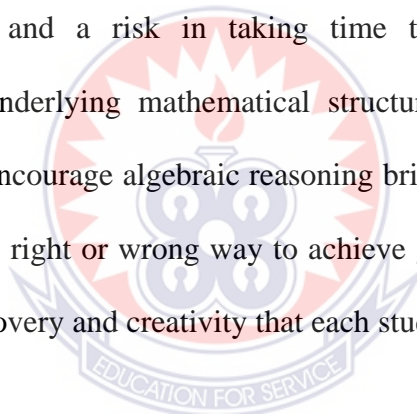 and a risk in taking time t
nderlying mathematical structur
ncourage algebraic reasoning bri
right or wrong way to achieve
overy and creativity that each stu
EDUCATION FOR SERVICE